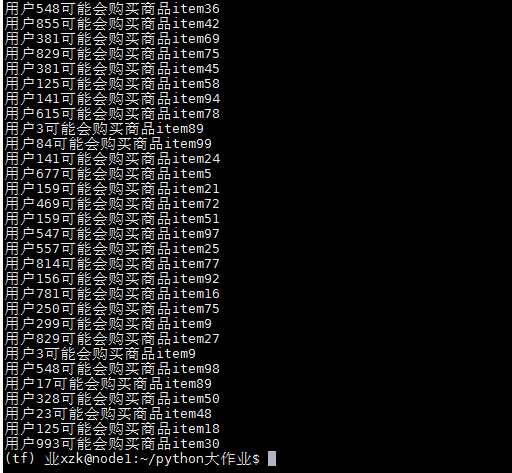 用户548可能会购买商品item36
用户855可能会购买商品item42
用户381可能会购买商品item69
用户829可能会购买商品item75
用户381可能会购买商品item45
用户125可能会购买商品item58
用户141可能会购买商品item94
用户615可能会购买商品item78
用户3可能会购买商品item89
用户84可能会购买商品item99
用户141可能会购买商品item24
用户677可能会购买商品item5
用户159可能会购买商品item21
用户469可能会购买商品item72
用户159可能会购买商品item51
用户547可能会购买商品item97
用户557可能会购买商品item25
用户814可能会购买商品item77
用户156可能会购买商品item92
用户781可能会购买商品item16
用户250可能会购买商品item75
用户299可能会购买商品item9
用户829可能会购买商品item27
用户3可能会购买商品item9
用户548可能会购买商品item98
用户17可能会购买商品item89
用户328可能会购买商品item50
用户23可能会购买商品item48
用户125可能会购买商品item18
用户993可能会购买商品item30
(tf) 业xzk@node1:~/python大作业$